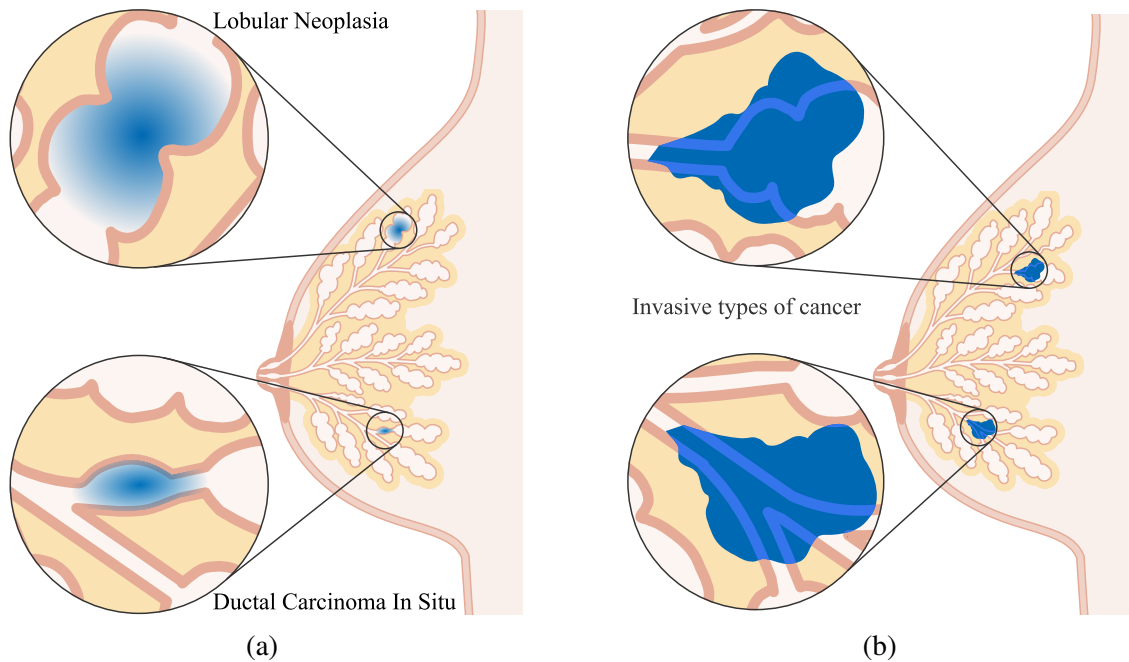 Lobular Neoplasia
Invasive types of cancer
Ductal Carcinoma In Situ
(a)
(b)